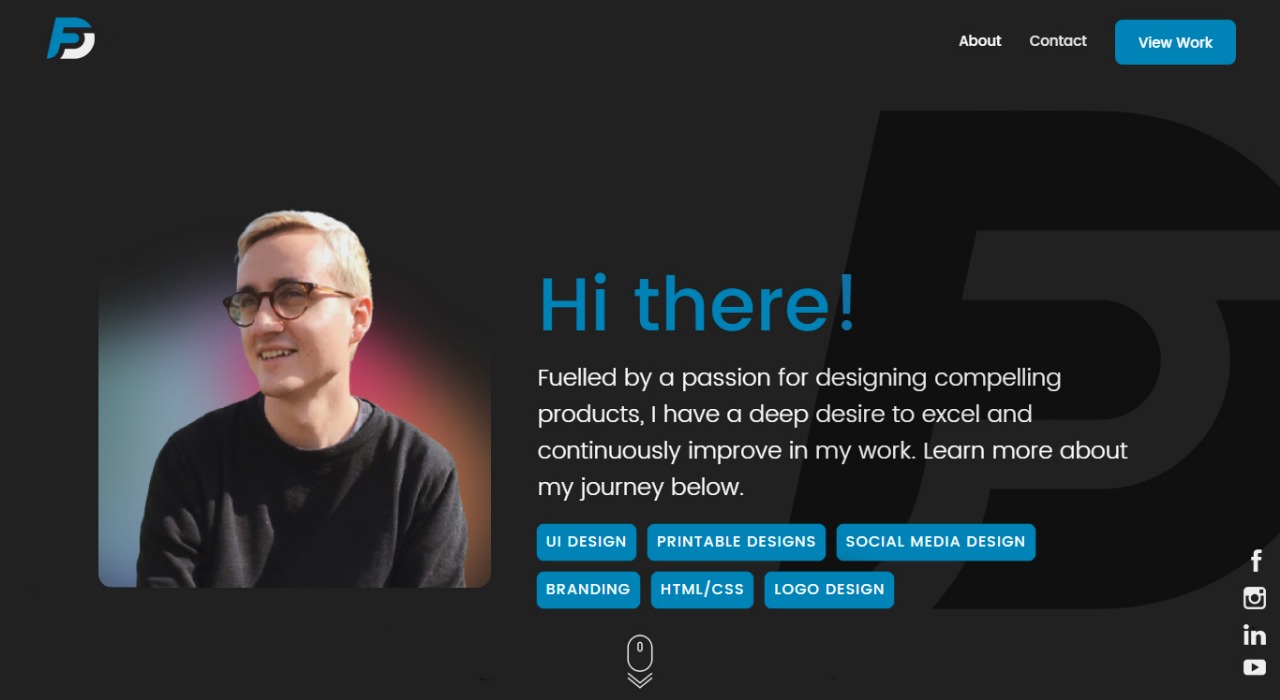 About
Contact
View Work
Hi there!
Fuelled by a passion for designing compelling
products, I have a deep desire to excel and
continuously improve in my work. Learn more about
my journey below.
UI DESIGN
PRINTABLE DESIGNS
SOCIAL MEDIA DESIGN
BRANDING
HTML/CSS
LOGO DESIGN